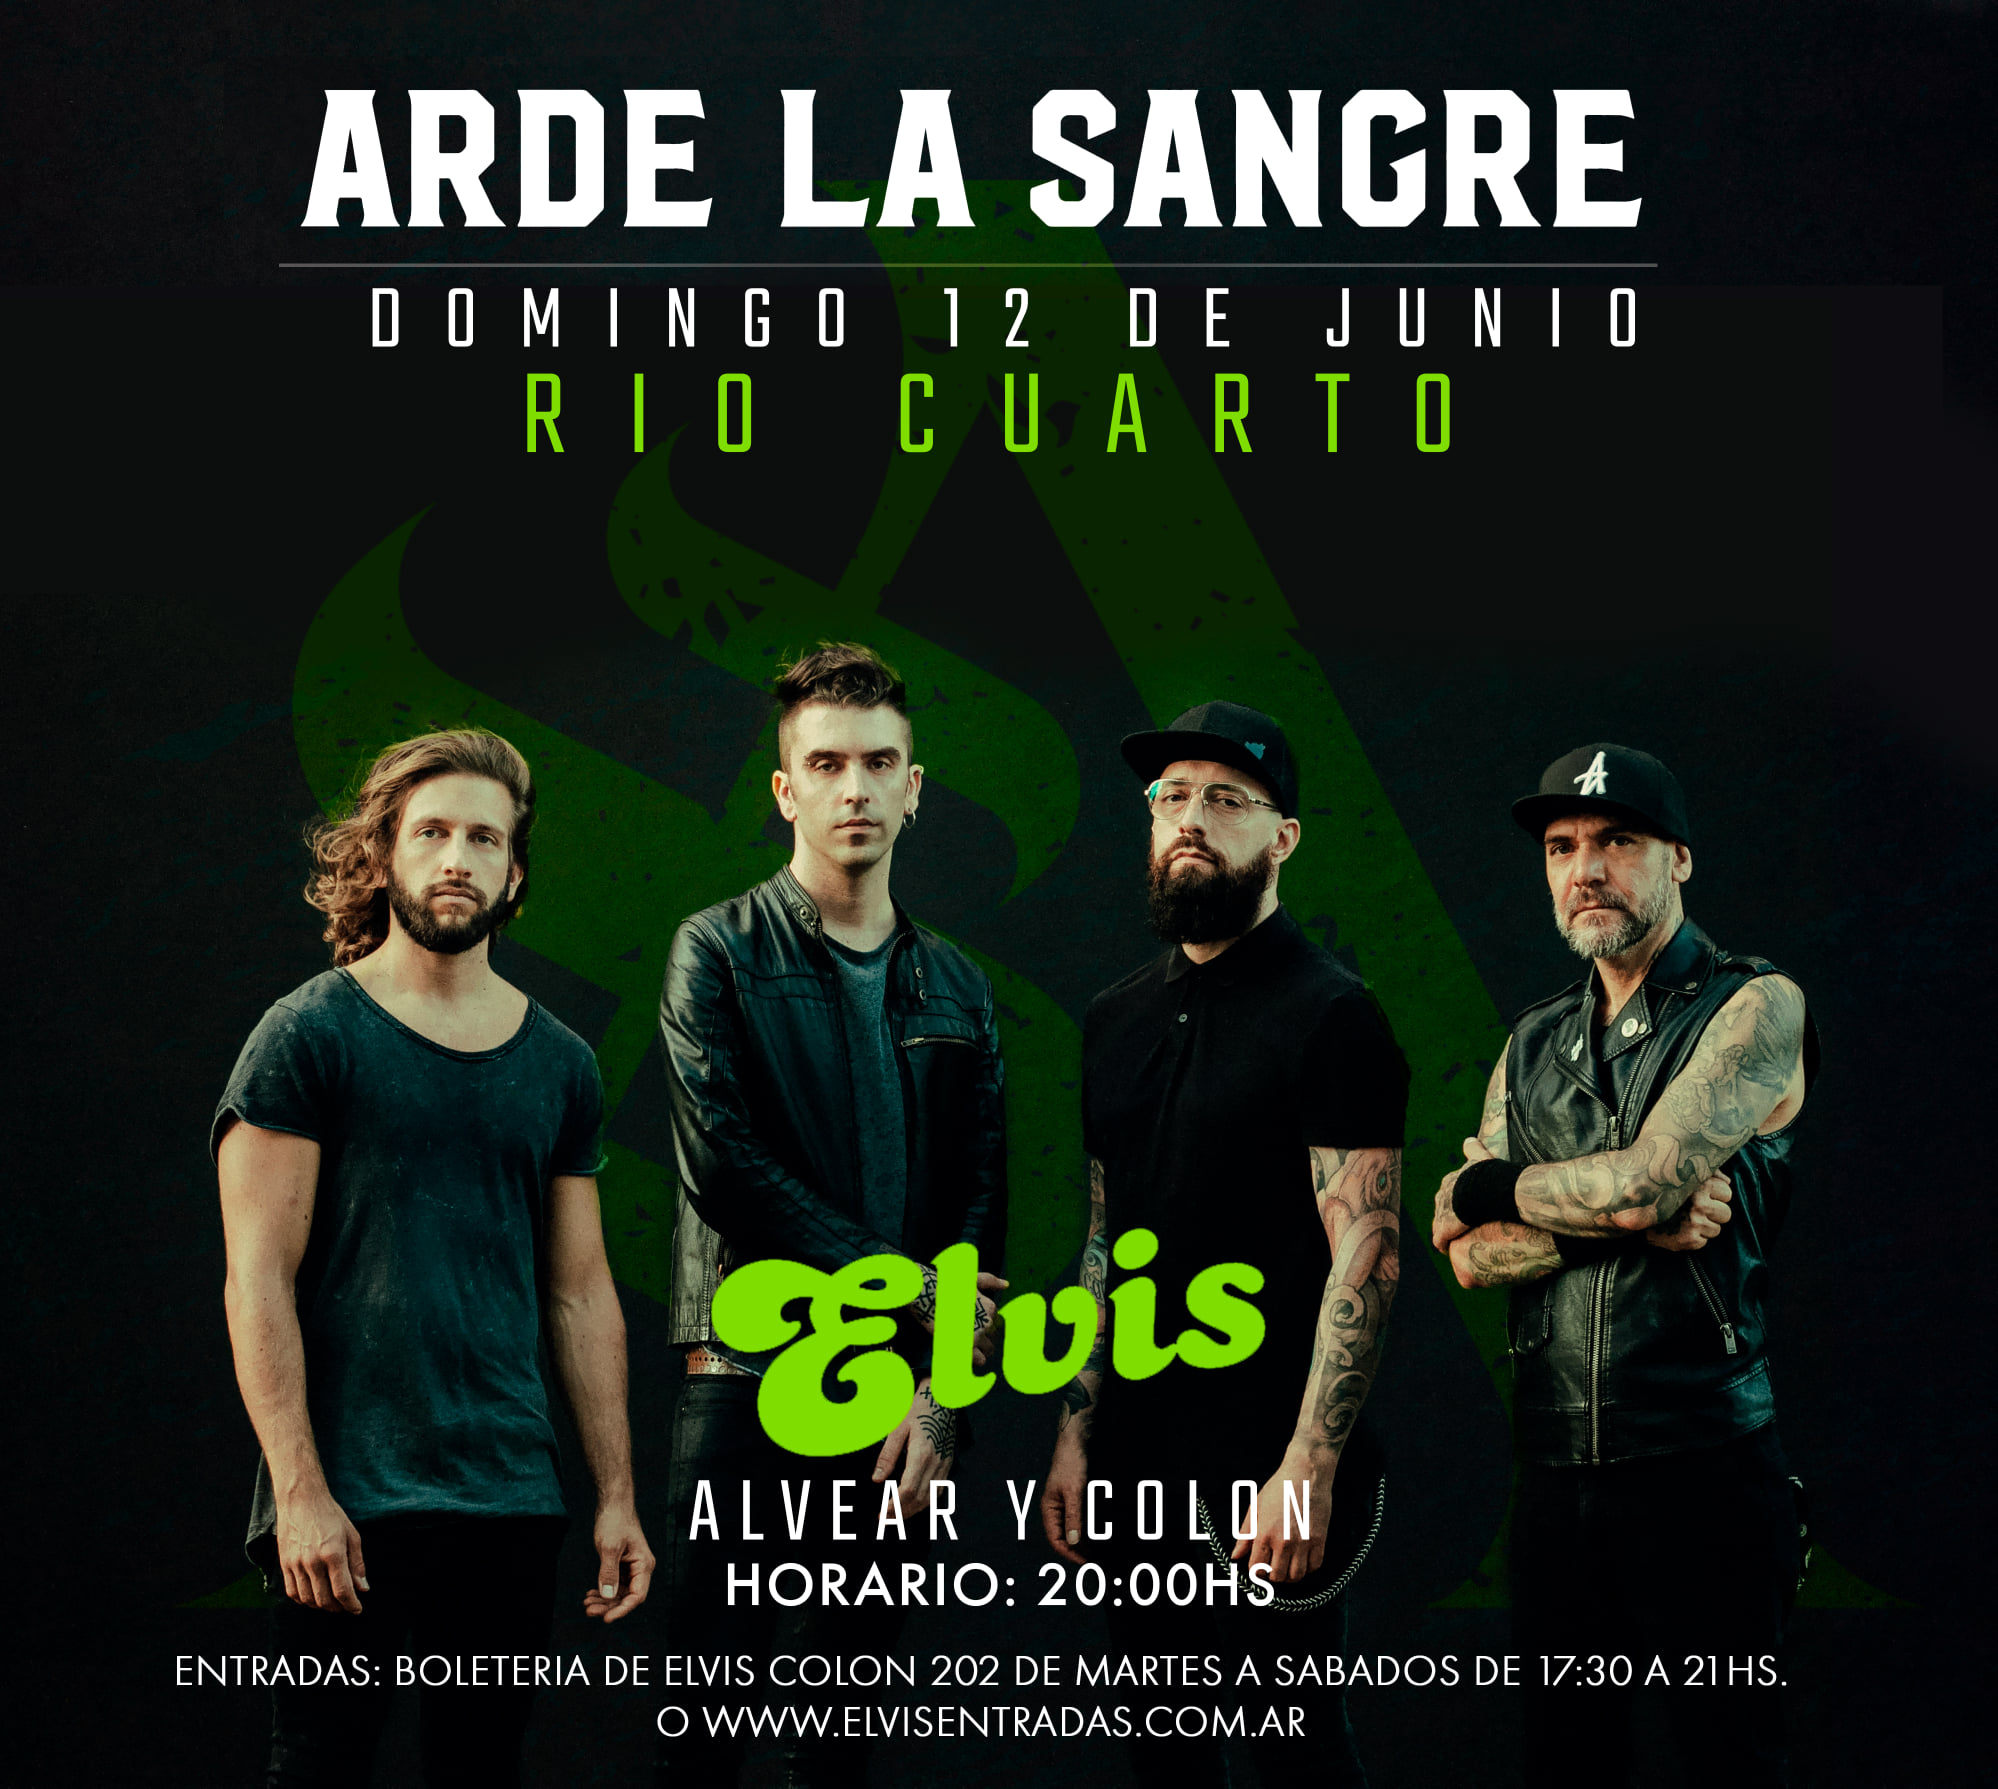 ARDE LA SANGRE
DOMINGO 12 DE JUNIO
RIO CUARTO
A
Elvis
ALVEAR Y COLON
HORARIO: 20:00HS
ENTRADAS: BOLETERIA DE ELVIS COLON 202 DE MARTES A SABADOS DE 17:30 A 21HS.
O WWW.ELVISENTRADAS.COM.AR